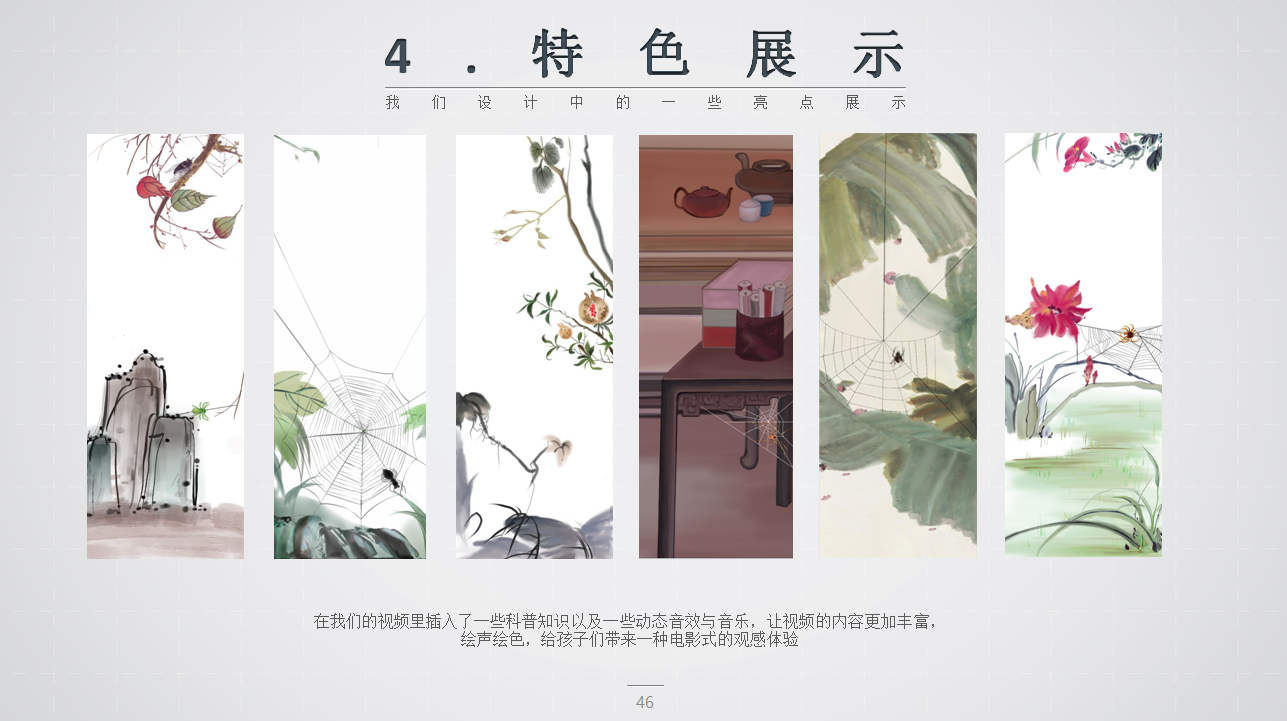 4.特色展示
我们设计中的一些亮点展示
在我们的视频里插入了一些科普知识以及一些动态音效与音乐，让视频的内容更加丰富，
绘声绘色，给孩子们带来一种电影式的观感体验
46